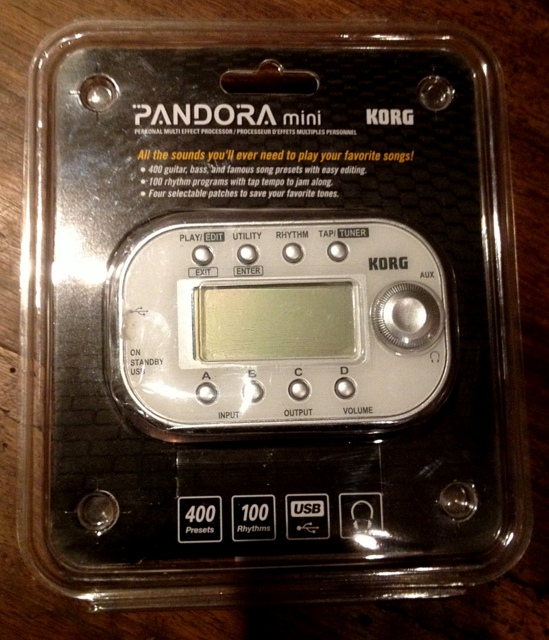 PANDORA mini KORG
PERSONAL MULTI EFFECT PROCESSOR / PROCESSEUR D'EFFETS MULTIPLES PERSONNEL
All the sounds you'll ever need to play your favorite songs!
• 400 guitar, bass, and famous song presets with easy editing.
• 100 rhythm programs with tap tempo to jam along.
• Four selectable patches to save your favorite tones.
PLAY/EDIT UTILITY RHYTHM TAP/TUNER
EXIT ENTER
KORG
AUX
ON
STANDBY
USB
A B C D
INPUT OUTPUT VOLUME
400 100 USB
Presets Rhythms